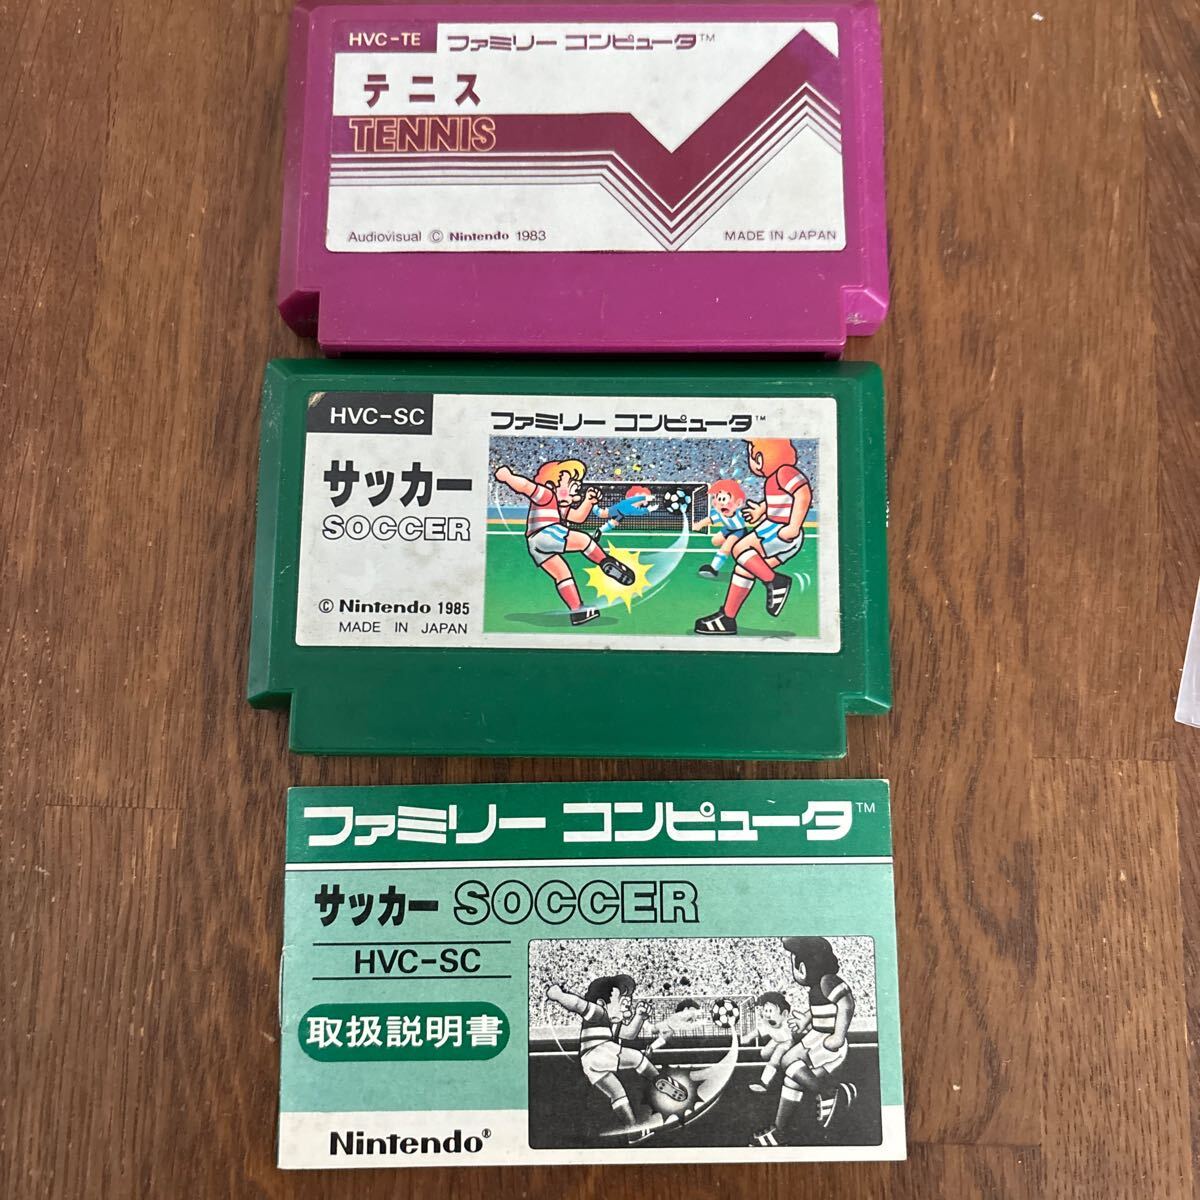 HVC-TE ファミリー コンピュータ™
テニス
TENNIS
Audiovisual © Nintendo 1983 MADE IN JAPAN
HVC-SC ファミリー コンピュータ™
サッカー
SOCCER
© Nintendo 1985
MADE IN JAPAN
ファミリー コンピュータ™
サッカー SOCCER
HVC-SC
取扱説明書
Nintendo®